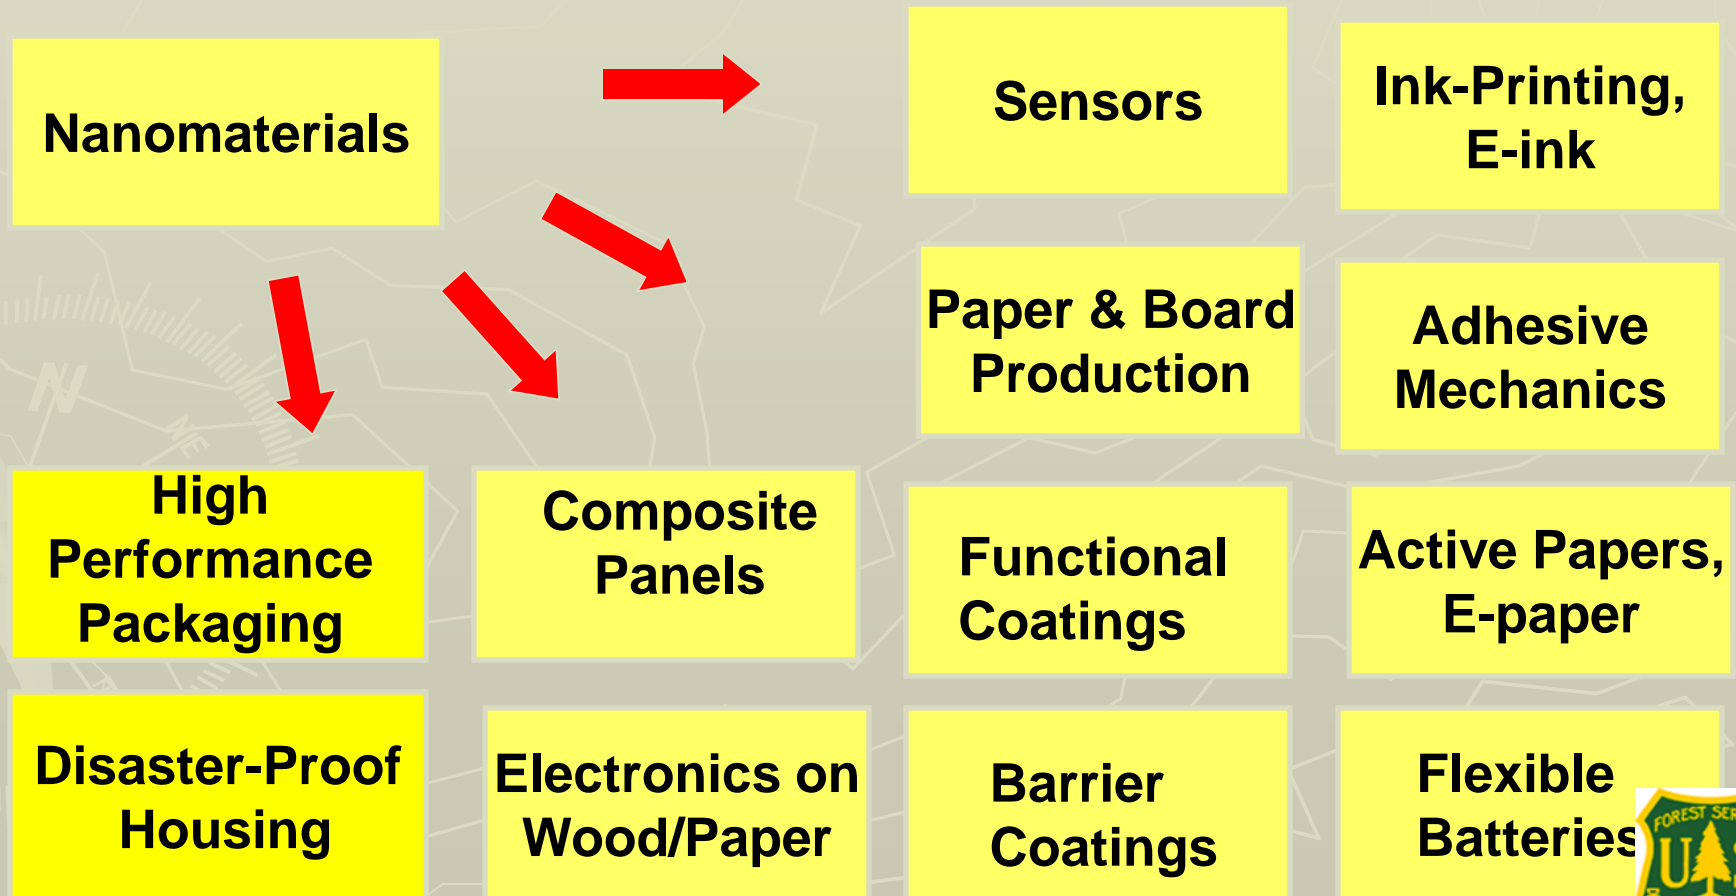 Nanomaterials
Sensors
Ink-Printing,
E-ink
Paper & Board
Production
Adhesive
Mechanics
High
Performance
Packaging
Composite
Panels
Functional
Coatings
Active Papers,
E-paper
Disaster-Proof
Housing
Electronics on
Wood/Paper
Barrier
Coatings
Flexible
Batteries
FOREST
U
N
NE